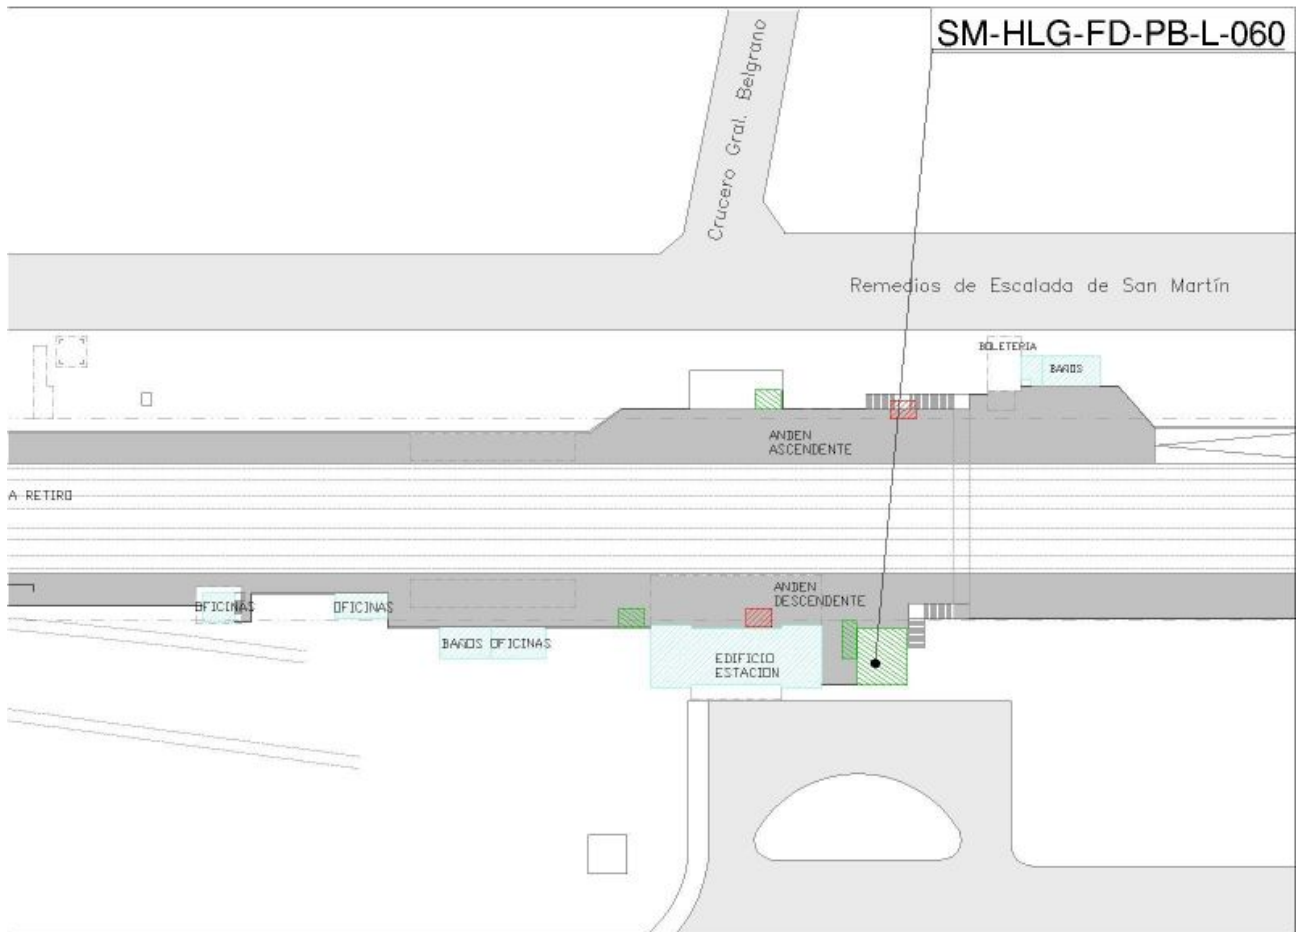 SM-HLG-FD-PB-L-060
Crucero Gral. Belgrano
Remedios de Escalada de San Martín
BOLETERIA
BAÑOS
ANDEN
ASCENDENTE
A RETIRO
ANDEN
DESCENDENTE
OFICINAS
OFICINAS
BAÑOS OFICINAS
EDIFICIO
ESTACION